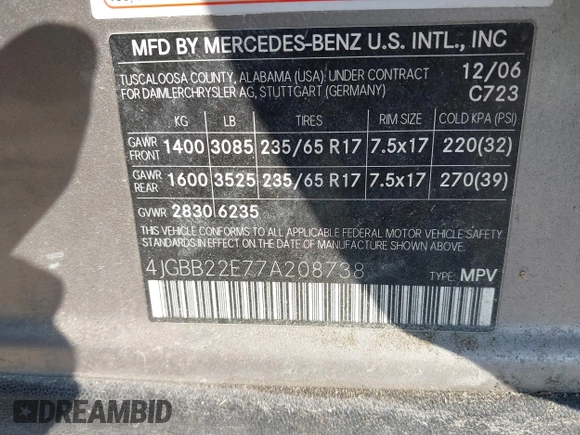 MFD BY MERCEDES-BENZ U.S. INTL., INC
TUSCALOOSA COUNTY, ALABAMA (USA) UNDER CONTRACT 12/06
FOR DAIMLERCHRYSLER AG, STUTTGART (GERMANY) C723
KG LB TIRES RIM SIZE COLD KPA (PSI)
GAWR FRONT 1400 3085 235/65 R17 7.5x17 220(32)
GAWR REAR 1600 3525 235/65 R17 7.5x17 270(39)
GVWR 2830 6235
THIS VEHICLE CONFORMS TO ALL APPLICABLE FEDERAL MOTOR VEHICLE SAFETY
STANDARDS IN EFFECT ON THE DATE OF MANUFACTURE SHOWN ABOVE.
4JGBB22E77A208738 TYPE: MPV
DREAMBID